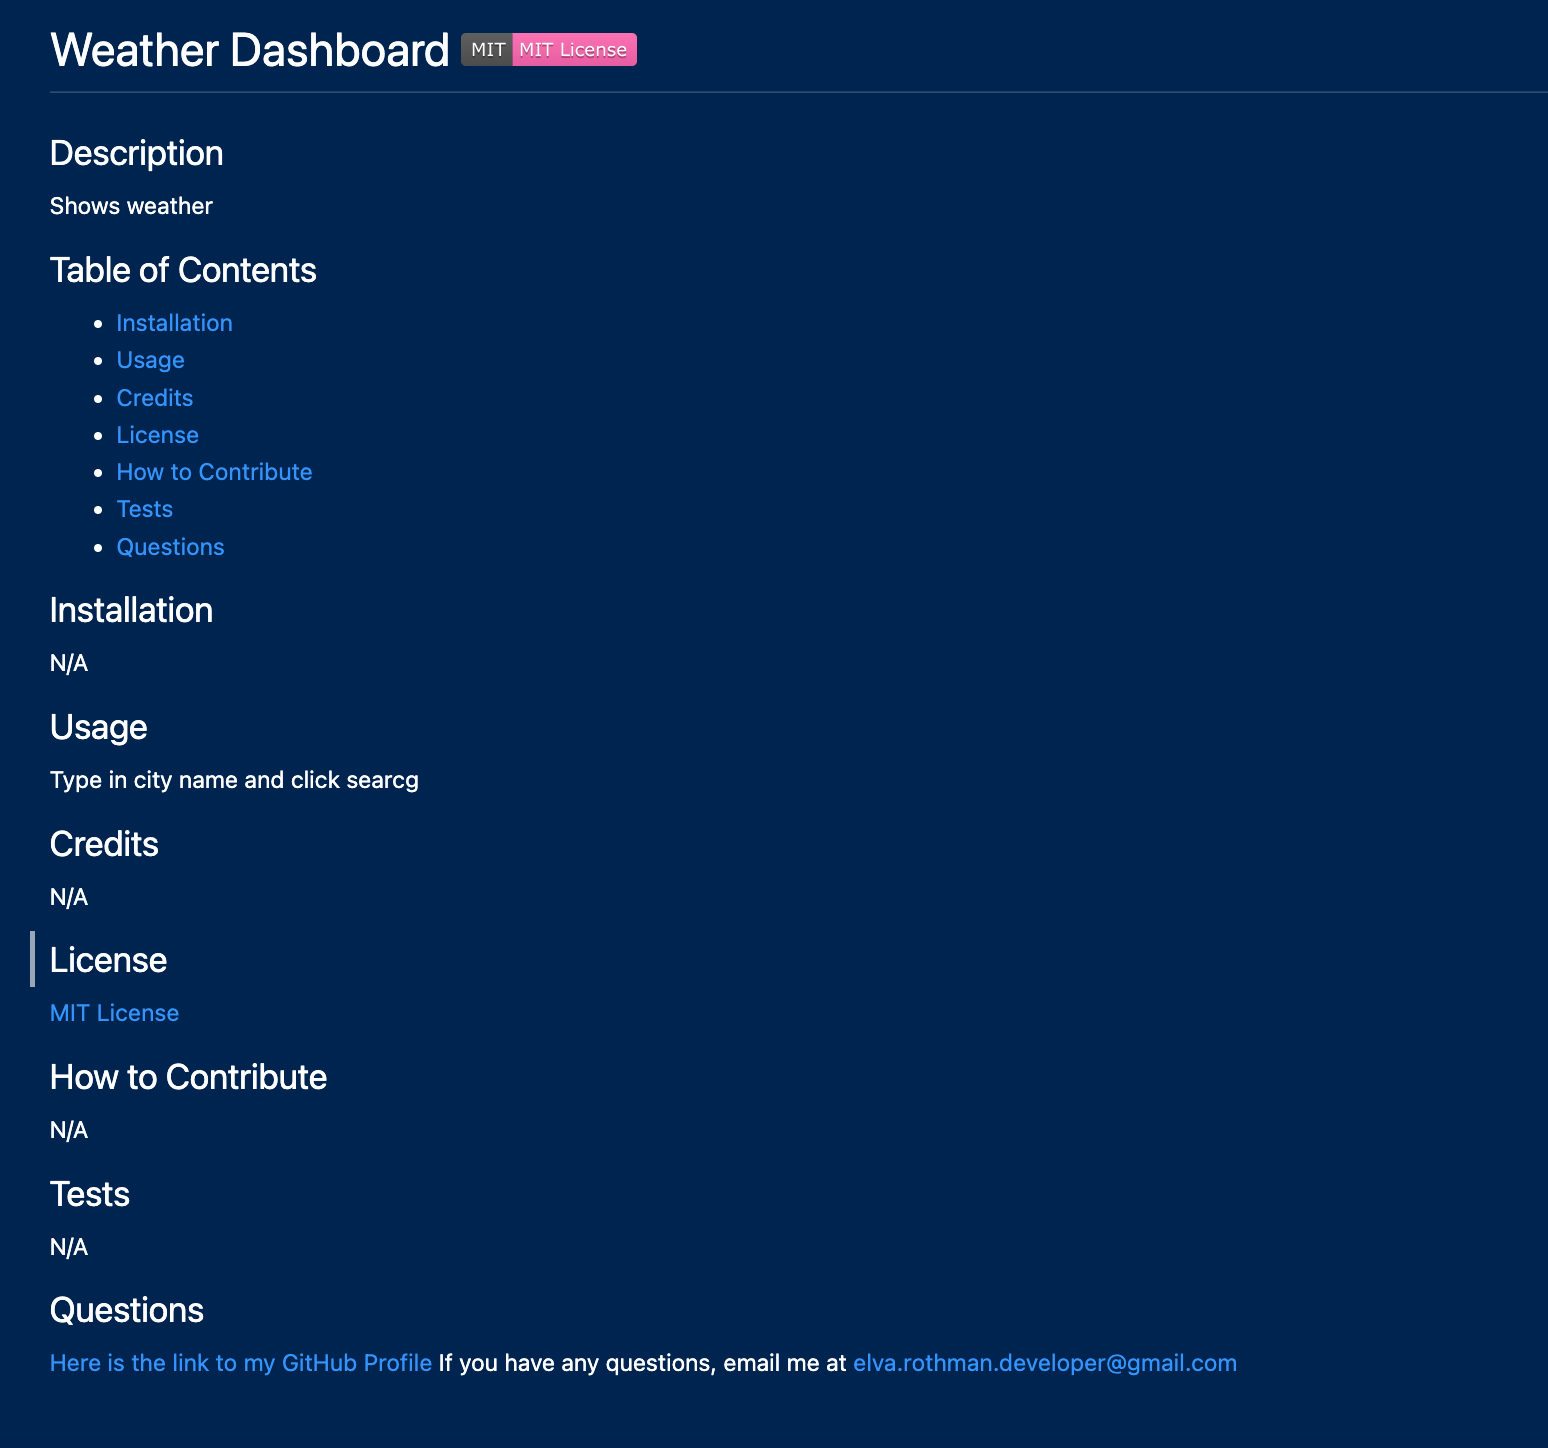 Weather Dashboard MIT MIT License
Description
Shows weather
Table of Contents
Installation
Usage
Credits
License
How to Contribute
Tests
Questions
Installation
N/A
Usage
Type in city name and click searcg
Credits
N/A
License
MIT License
How to Contribute
N/A
Tests
N/A
Questions
Here is the link to my GitHub Profile If you have any questions, email me at elva.rothman.developer@gmail.com